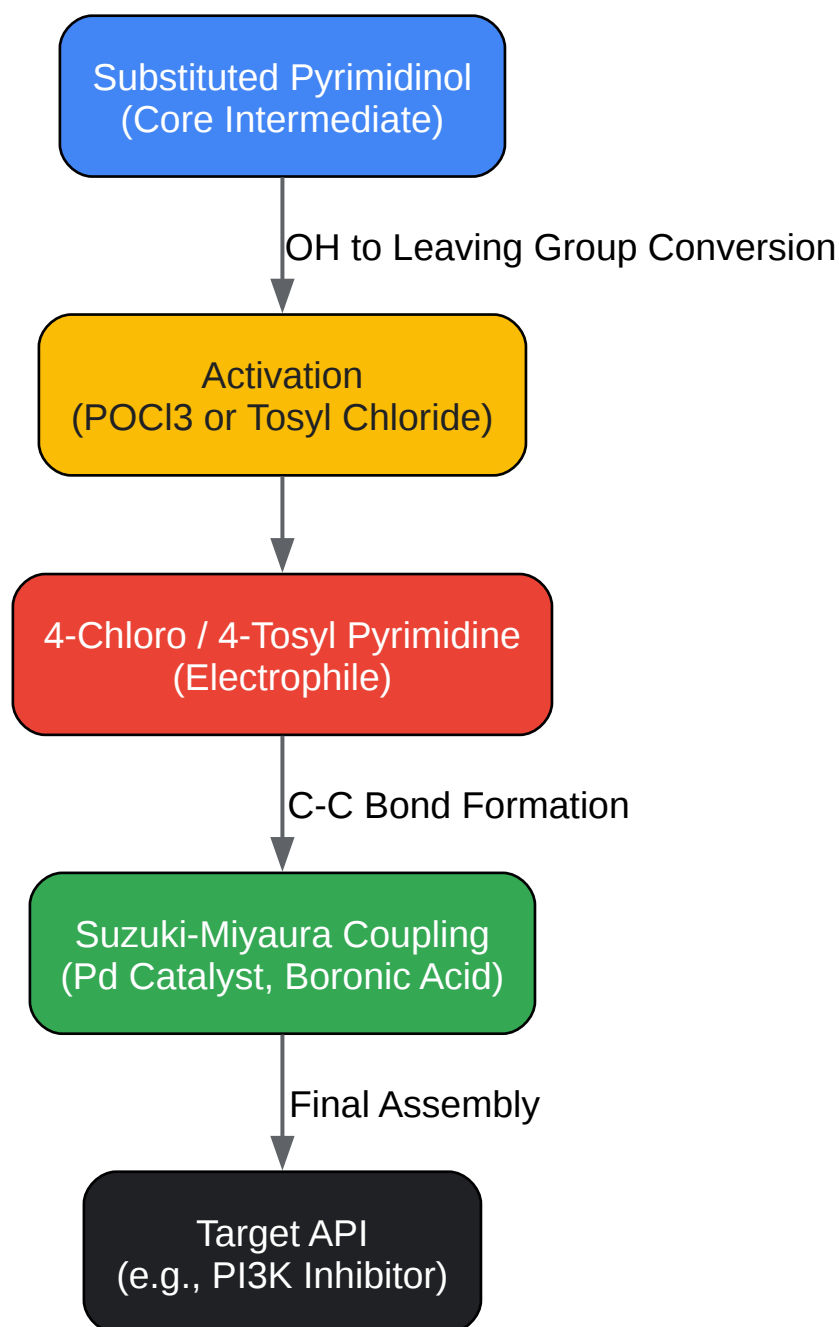 Substituted Pyrimidinol
(Core Intermediate)
OH to Leaving Group Conversion
Activation
(POCl3 or Tosyl Chloride)
4-Chloro / 4-Tosyl Pyrimidine
(Electrophile)
C-C Bond Formation
Suzuki-Miyaura Coupling
(Pd Catalyst, Boronic Acid)
Final Assembly
Target API
(e.g., PI3K Inhibitor)